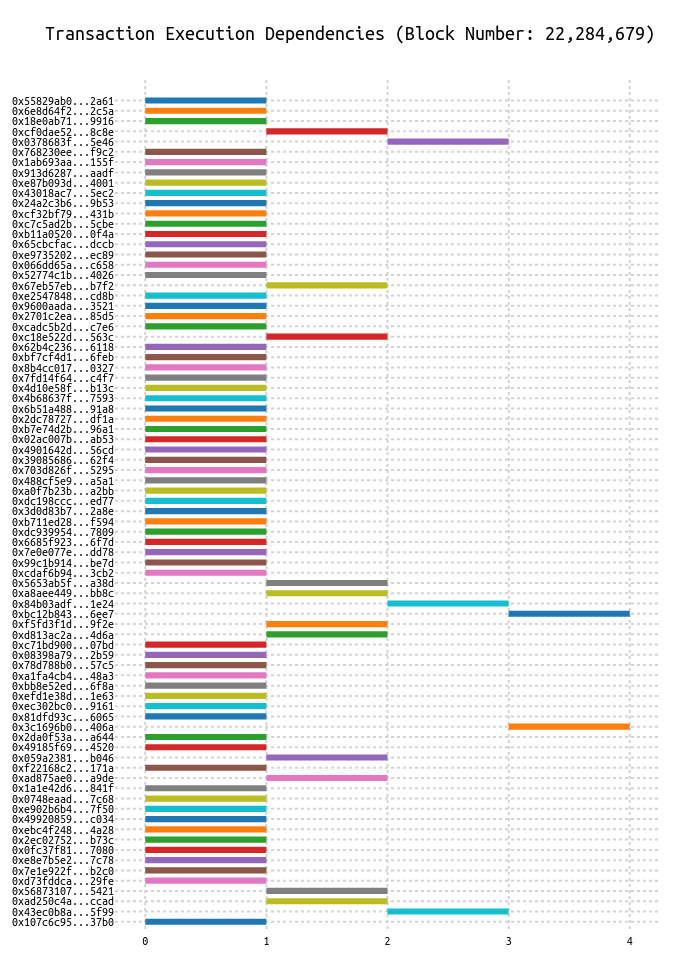 Transaction Execution Dependencies (Block Number: 22,284,679)
0x55829ab0...2a61
0x6e8d64f2...2c5a
0x18e0ab71...9916
0xcf0dae52...8c8e
0x0378683f...5e46
0x768230ee...f9c2
0x1ab693aa...155f
0x913d6287...aadf
0xe87b093d...4001
0x43018ac7...5ec2
0x24a2c3b6...9b53
0xcf32bf79...431b
0xc7c5ad2b...5cbe
0xb11a0520...0f4a
0x65cbcfac...dccb
0xe9735202...ec89
0x066dd65a...c658
0x52774c1b...4026
0x67eb57eb...b7f2
0xe2547848...cd8b
0x9600aada...3521
0x2701c2ea...85d5
0xcadc5b2d...c7e6
0xc18e522d...563c
0x62b4c236...6118
0xbf7cf4d1...6feb
0x8b4cc017...0327
0x7fd14f64...c4f7
0x4d10e58f...b13c
0x4b68637f...7593
0x6b51a488...91a8
0x2dc78727...df1a
0xb7e74d2b...96a1
0x02ac007b...ab53
0x4901642d...56cd
0x39085686...62f4
0x703d826f...5295
0x488cf5e9...a5a1
0xa0f7b23b...a2bb
0xdc198ccc...ed77
0x3d0d83b7...2a8e
0xb711ed28...f594
0xdc939954...7809
0x6685f923...6f7d
0x7e0e077e...dd78
0x99c1b914...be7d
0xcdaf6b94...3cb2
0x5653ab5f...a38d
0xa8aee449...bb8c
0x84b03adf...1e24
0xbc12b843...6ee7
0xf5fd3f1d...9f2e
0xd813ac2a...4d6a
0xc71bd900...07bd
0x08398a79...2b59
0x78d788b0...57c5
0xa1fa4cb4...48a3
0xbb8e52ed...6f8a
0xefd1e38d...1e63
0xec302bc0...9161
0x81dfd93c...6065
0x3c1696b0...406a
0x2da0f53a...a644
0x49185f69...4520
0x059a2381...b046
0xf22168c2...171a
0xad875ae0...a9de
0x1a1e42d6...841f
0x0748eaad...7c68
0xe902b6b4...7f50
0x49920859...c034
0xebc4f248...4a28
0x2ec02752...b73c
0x0fc37f81...7080
0xe8e7b5e2...7c78
0x7e1e922f...b2c0
0xd73fddca...29fe
0x56873107...5421
0xad250c4a...ccad
0x43ec0b8a...5f99
0x107c6c95...37b0
0 1 2 3 4